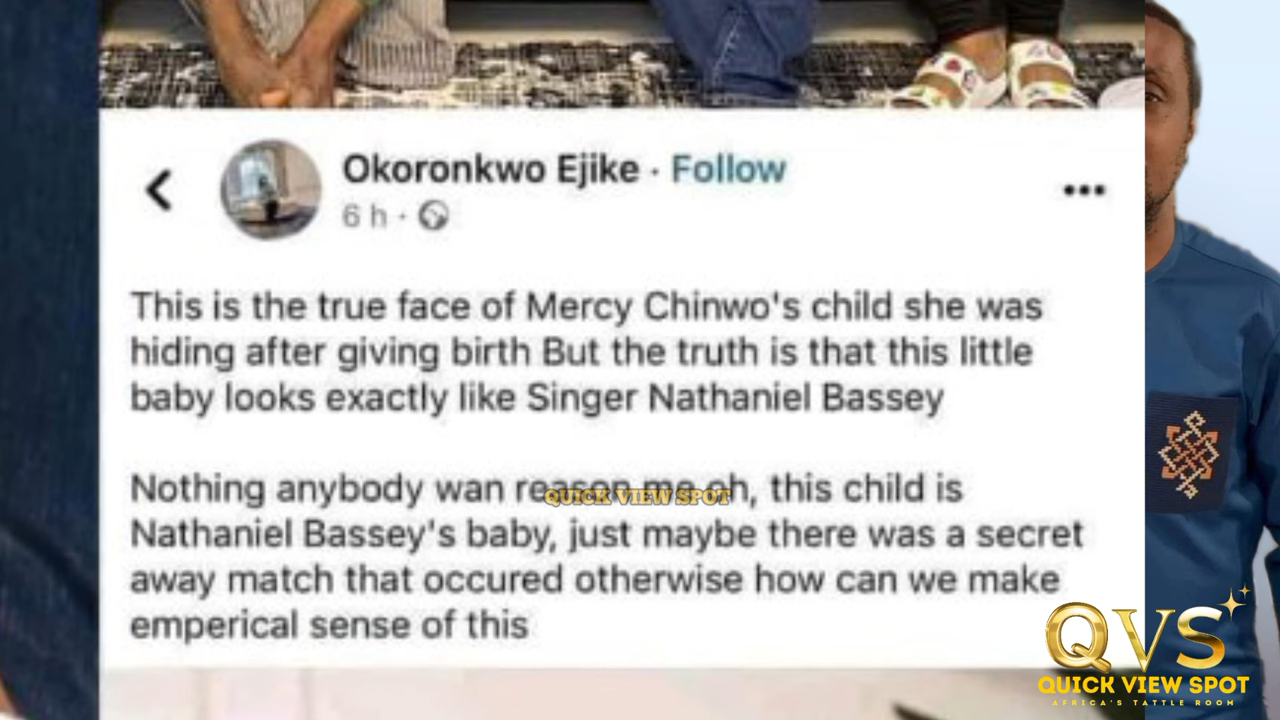 Okoronkwo Ejike · Follow
6 h ·
This is the true face of Mercy Chinwo's child she was
hiding after giving birth But the truth is that this little
baby looks exactly like Singer Nathaniel Bassey
Nothing anybody wan reason me oh, this child is
QUICK VIEW SPOT
Nathaniel Bassey's baby, just maybe there was a secret
away match that occured otherwise how can we make
emperical sense of this
QVS
QUICK VIEW SPOT
AFRICA'S TATTLE ROOM